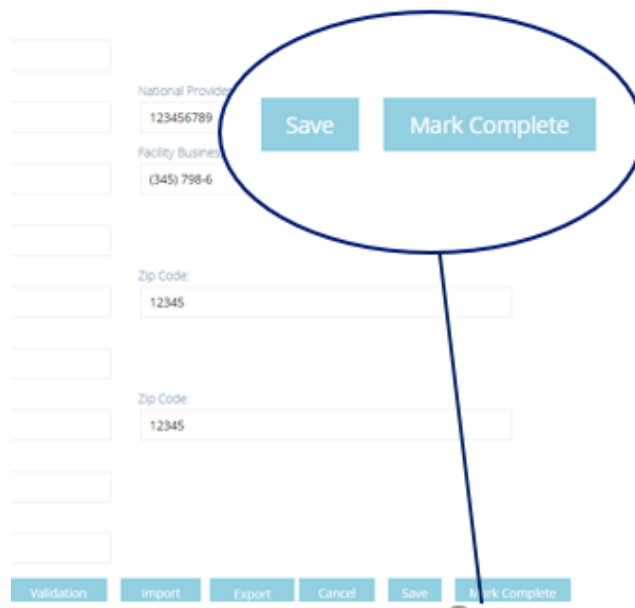 National Provide
123456789
Save
Mark Complete
Facility Busines
(345) 798-6
Zip Code:
12345
Zip Code:
12345
Validation
Import
Export
Cancel
Save
Mark Complete